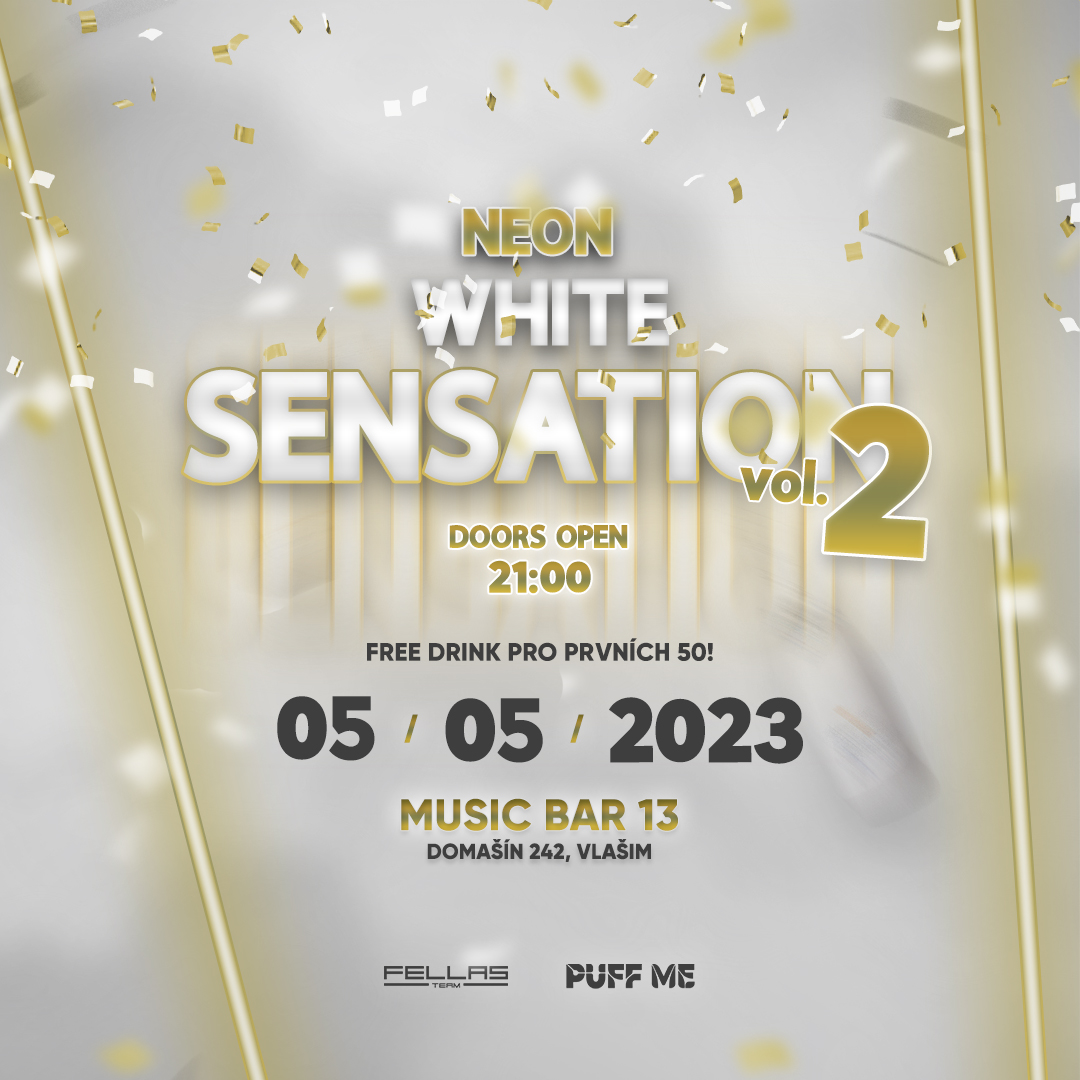 NEON
WHITE
SENSATION
vol. 2
DOORS OPEN
21:00
FREE DRINK PRO PRVNÍCH 50!
05 / 05 / 2023
MUSIC BAR 13
DOMAŠÍN 242, VLAŠIM
FELLAS
TEAM
PUFF ME